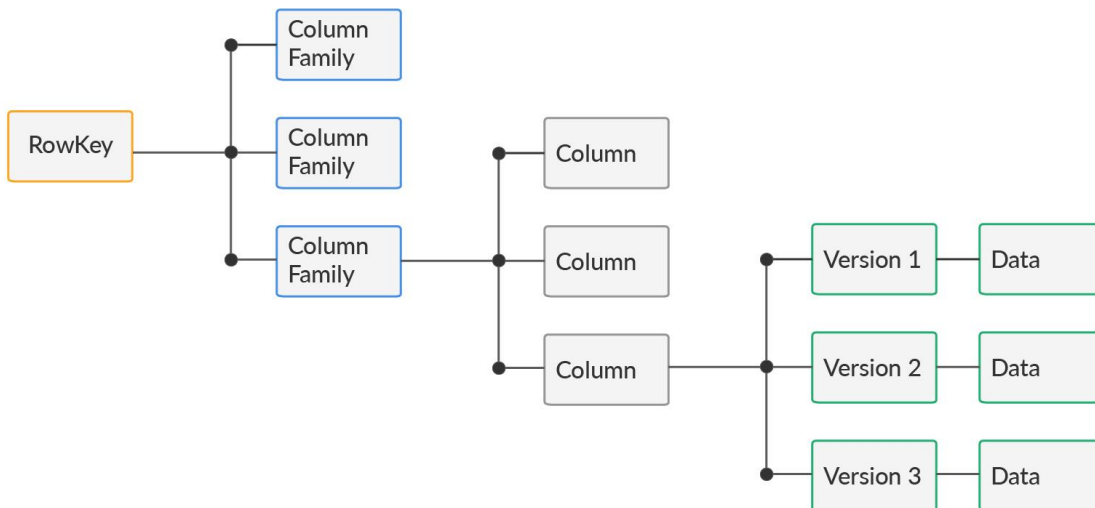 RowKey
Column
Family
Column
Family
Column
Family
Column
Column
Column
Version 1
Data
Version 2
Data
Version 3
Data